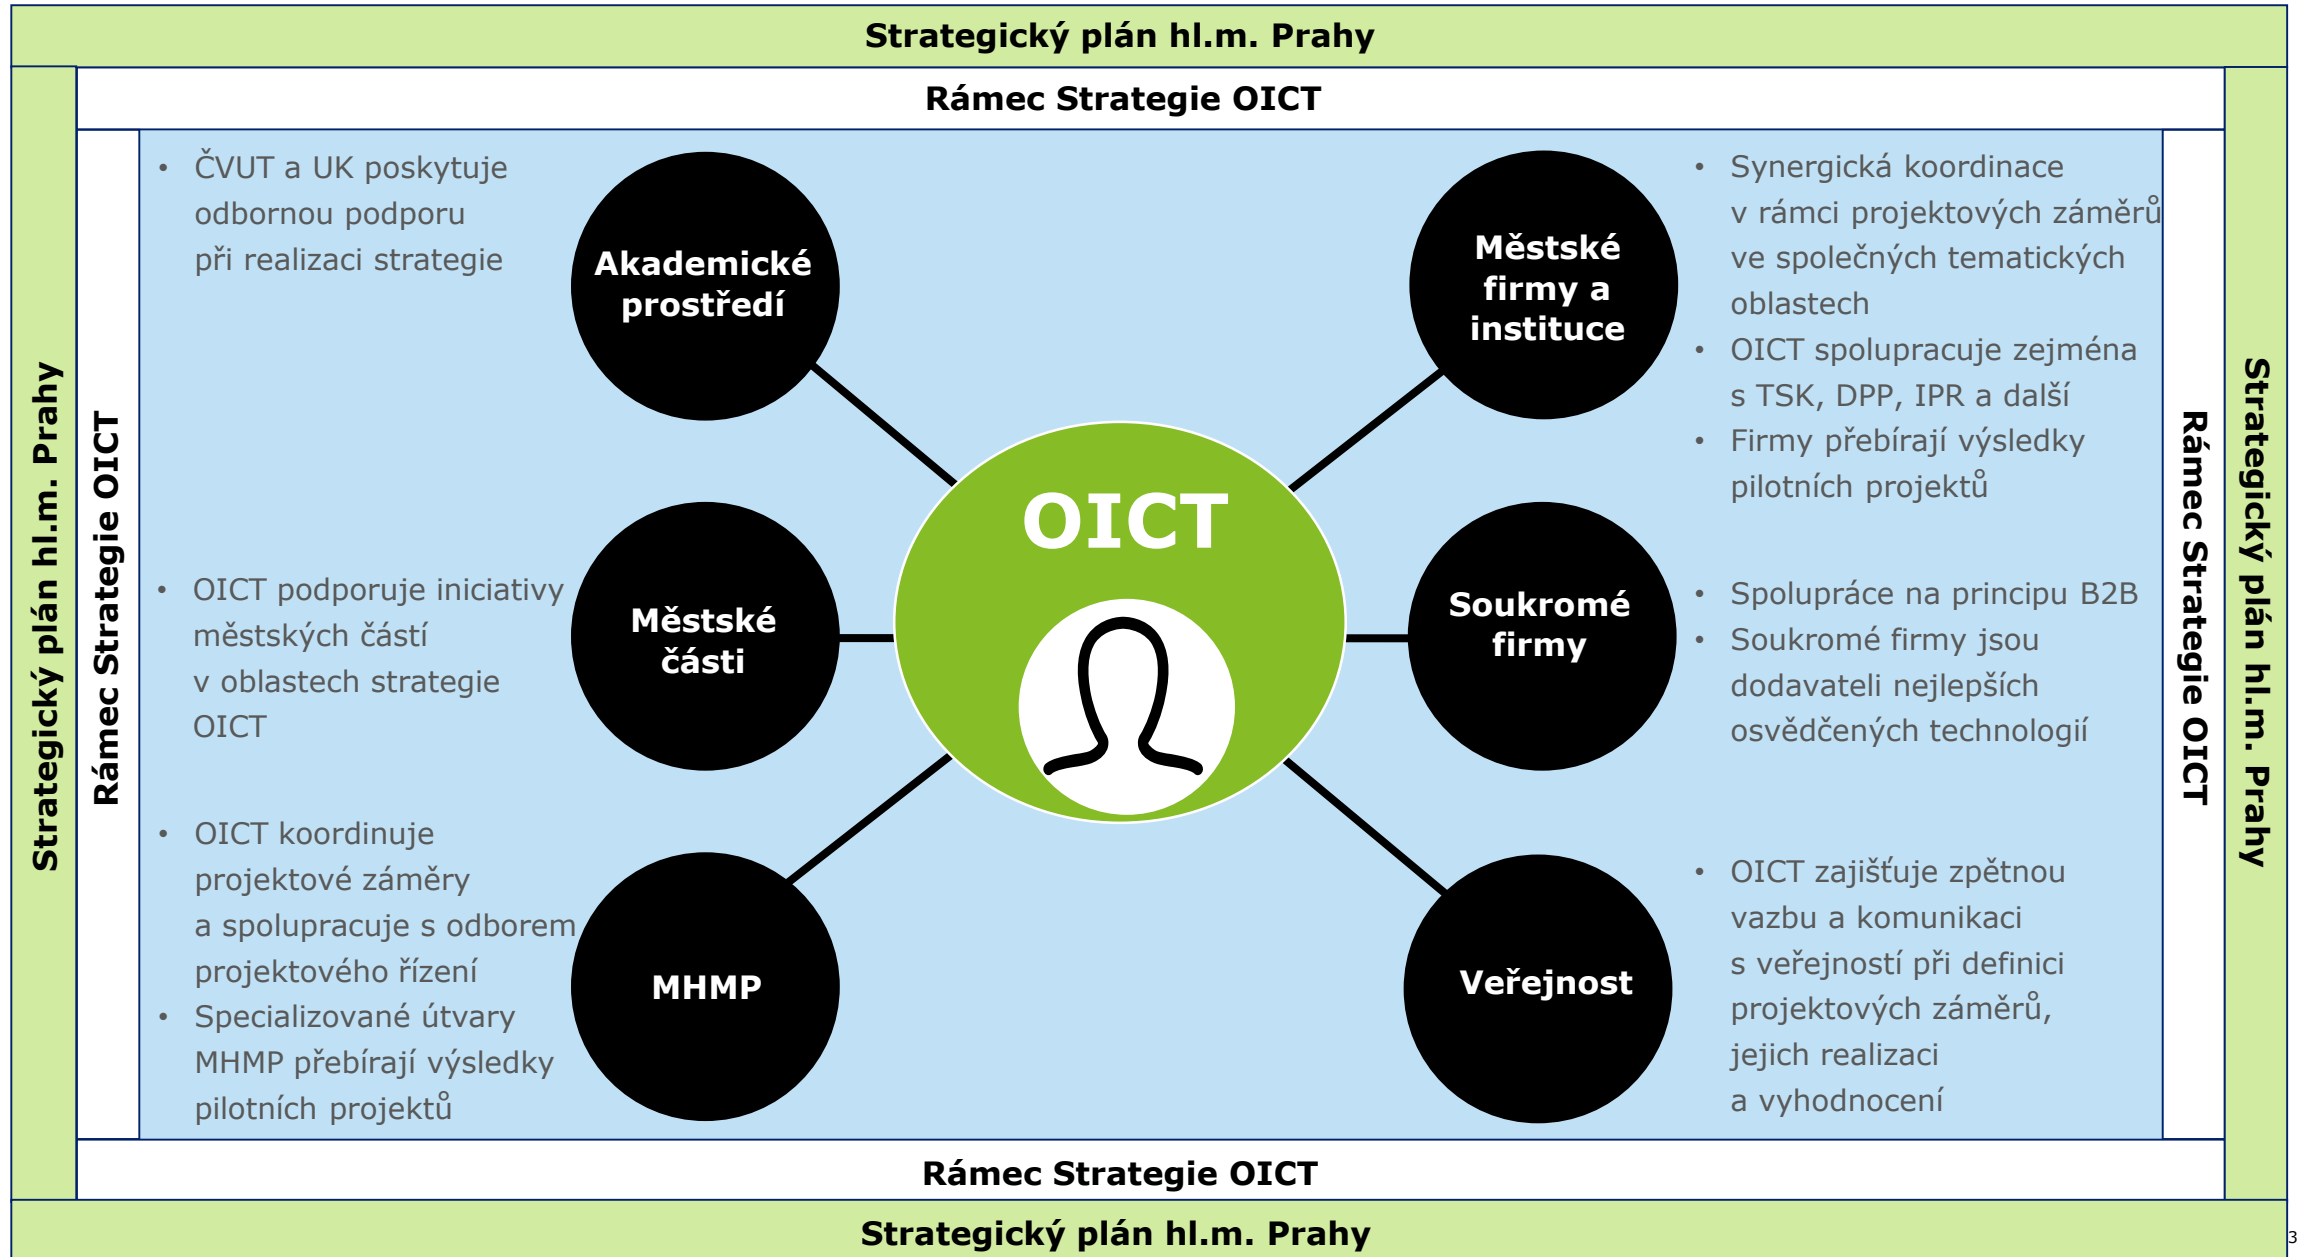 Strategický plán hl.m. Prahy
Rámec Strategie OICT
Strategický plán hl.m. Prahy
Rámec Strategie OICT
• ČVUT a UK poskytuje
odbornou podporu
při realizaci strategie
Akademické
prostředí
• OICT podporuje iniciativy
městských částí
v oblastech strategie
OICT
Městské
části
• OICT koordinuje
projektové záměry
a spolupracuje s odborem
projektového řízení
• Specializované útvary
MHMP přebírají výsledky
pilotních projektů
MHMP
OICT
Městské
firmy a
instituce
• Synergická koordinace
v rámci projektových záměrů
ve společných tematických
oblastech
• OICT spolupracuje zejména
s TSK, DPP, IPR a další
• Firmy přebírají výsledky
pilotních projektů
Soukromé
firmy
• Spolupráce na principu B2B
• Soukromé firmy jsou
dodavateli nejlepších
osvědčených technologií
Veřejnost
• OICT zajišťuje zpětnou
vazbu a komunikaci
s veřejností při definici
projektových záměrů,
jejich realizaci
a vyhodnocení
Rámec Strategie OICT
Strategický plán hl.m. Prahy
Rámec Strategie OICT
Strategický plán hl.m. Prahy
3